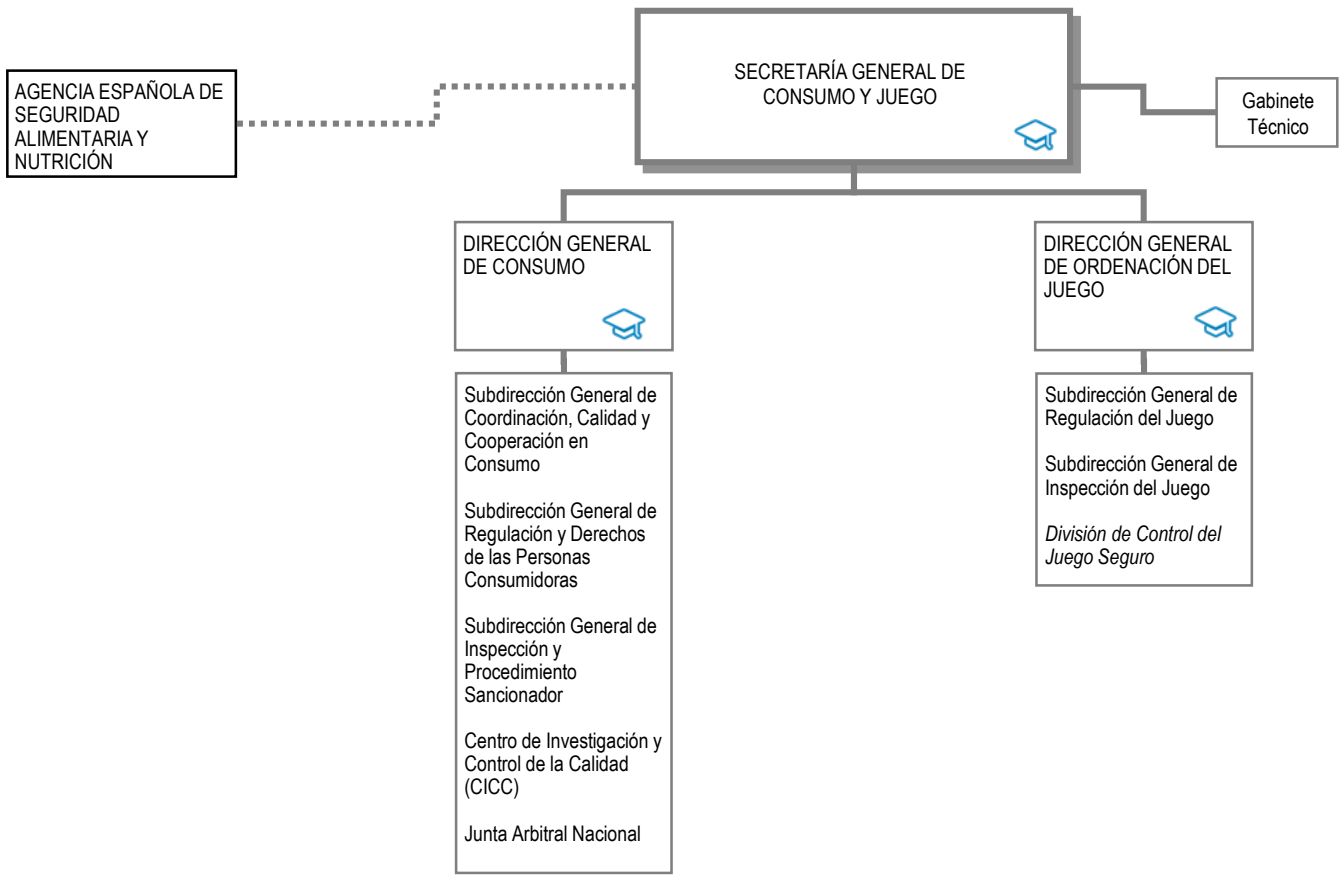 SECRETARÍA GENERAL DE
CONSUMO Y JUEGO
AGENCIA ESPAÑOLA DE
SEGURIDAD
ALIMENTARIA Y
NUTRICIÓN
Gabinete
Técnico
DIRECCIÓN GENERAL
DE CONSUMO
Subdirección General de
Coordinación, Calidad y
Cooperación en
Consumo
Subdirección General de
Regulación y Derechos
de las Personas
Consumidoras
Subdirección General de
Inspección y
Procedimiento
Sancionador
Centro de Investigación y
Control de la Calidad
(CICC)
Junta Arbitral Nacional
DIRECCIÓN GENERAL
DE ORDENACIÓN DEL
JUEGO
Subdirección General de
Regulación del Juego
Subdirección General de
Inspección del Juego
División de Control del
Juego Seguro